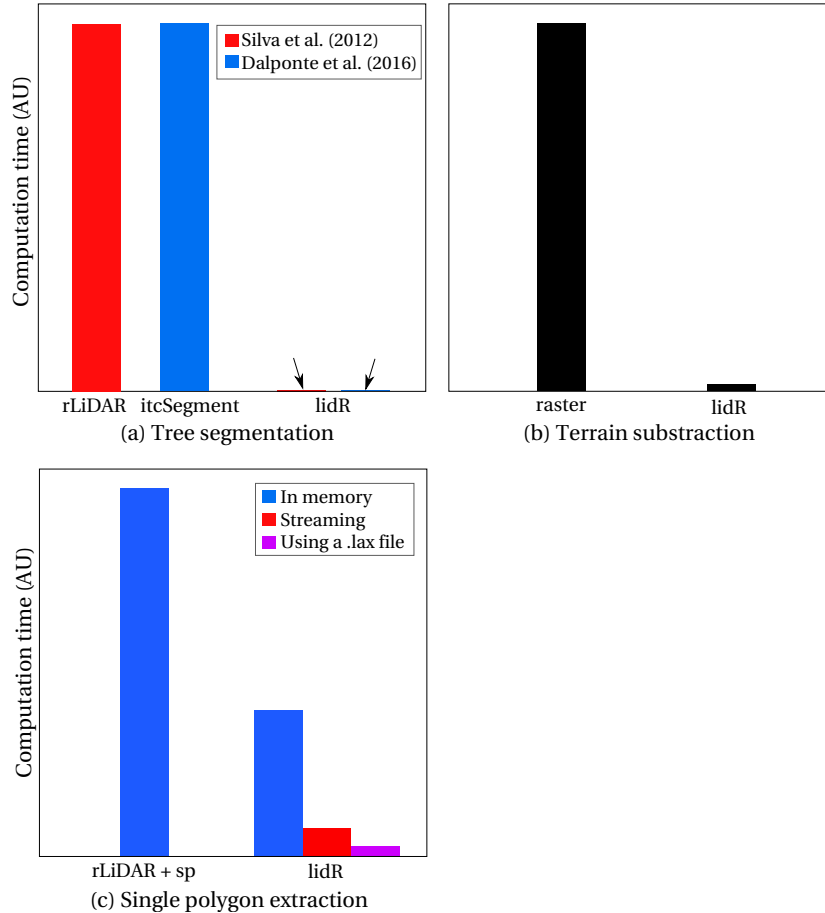 Computation time (AU)
Silva et al. (2012)
Dalponte et al. (2016)
rLiDAR itcSegment lidR
(a) Tree segmentation
raster lidR
(b) Terrain substraction
Computation time (AU)
In memory
Streaming
Using a .lax file
rLiDAR + sp lidR
(c) Single polygon extraction